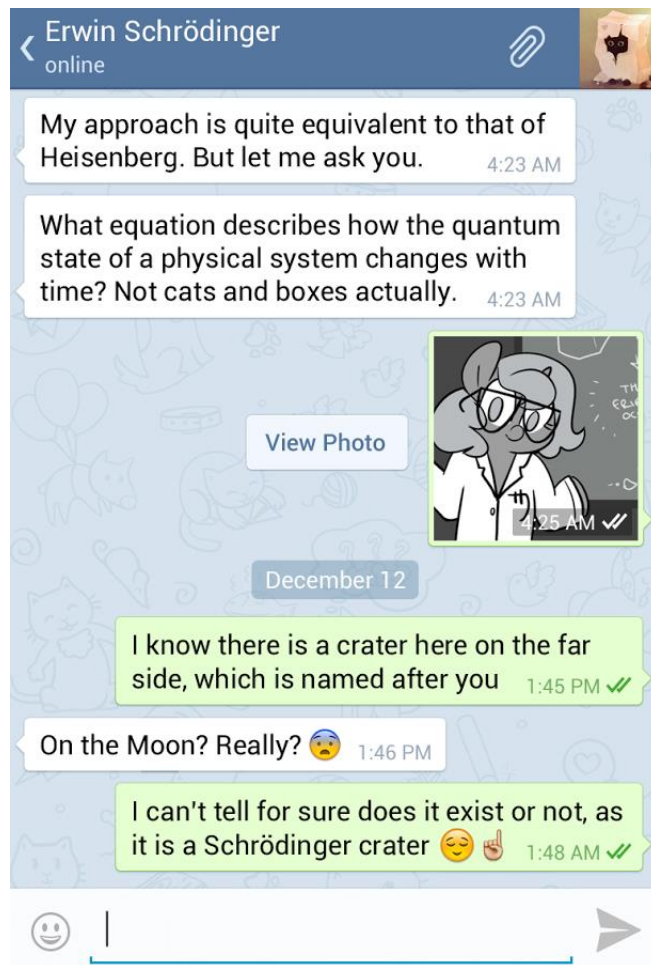 Erwin Schrödinger
online
My approach is quite equivalent to that of
Heisenberg. But let me ask you.
4:23 AM
What equation describes how the quantum
state of a physical system changes with
time? Not cats and boxes actually.
4:23 AM
View Photo
4:25 AM
December 12
I know there is a crater here on the far
side, which is named after you
1:45 PM
On the Moon? Really? 😨
1:46 PM
I can't tell for sure does it exist or not, as
it is a Schrödinger crater 😌☝
1:48 AM